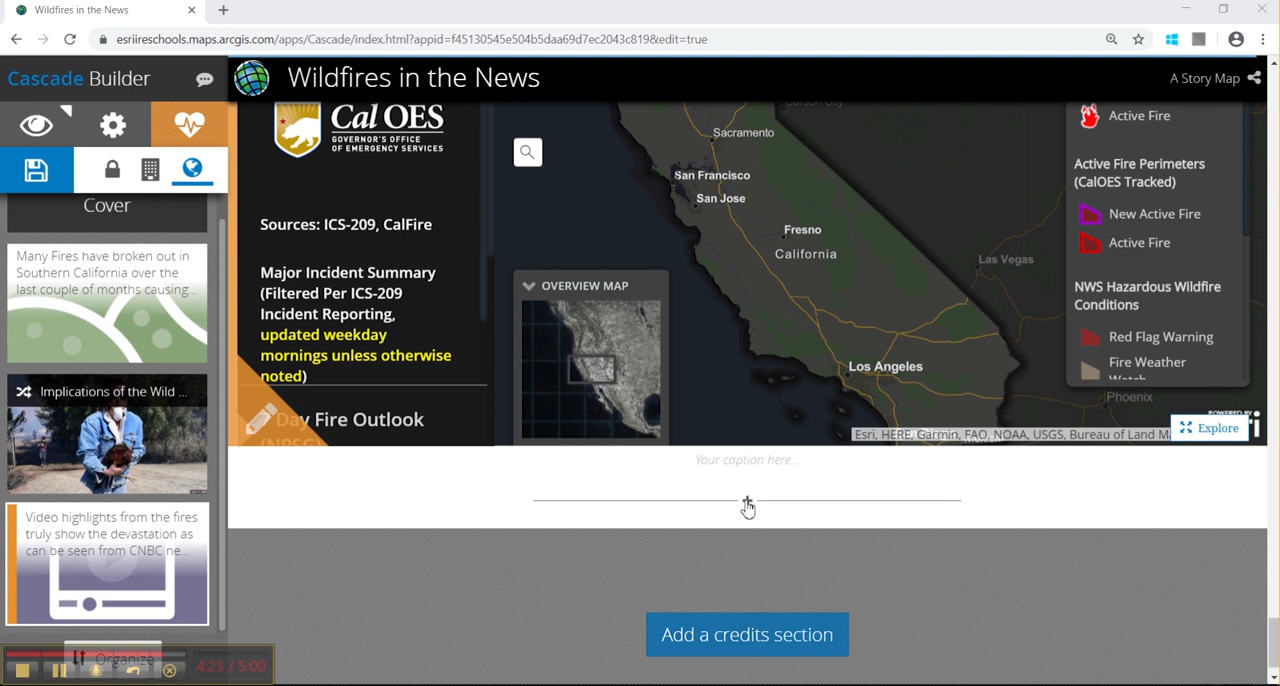 Wildfires in the News
esriireschools.maps.arcgis.com/apps/Cascade/index.html?appid=f45130545e504b5daa69d7ec2043c819&edit=true
Cascade Builder
Wildfires in the News
A Story Map
Cover
Many Fires have broken out in
Southern California over the
last couple of months causing...
Implications of the Wild ...
Video highlights from the fires
truly show the devastation as
can be seen from CNBC ne...
Organize
4:23 / 5:00
Cal OES
GOVERNOR'S OFFICE
OF EMERGENCY SERVICES
Sources: ICS-209, CalFire
Major Incident Summary
(Filtered Per ICS-209
Incident Reporting,
updated weekday
mornings unless otherwise
noted)
Day Fire Outlook
Carson City
Sacramento
San Francisco
San Jose
Fresno
California
Las Vegas
Los Angeles
Phoenix
OVERVIEW MAP
Active Fire
Active Fire Perimeters
(CalOES Tracked)
New Active Fire
Active Fire
NWS Hazardous Wildfire
Conditions
Red Flag Warning
Fire Weather
Watch
POWERED BY
Esri, HERE, Garmin, FAO, NOAA, USGS, Bureau of Land
Explore
Your caption here...
Add a credits section